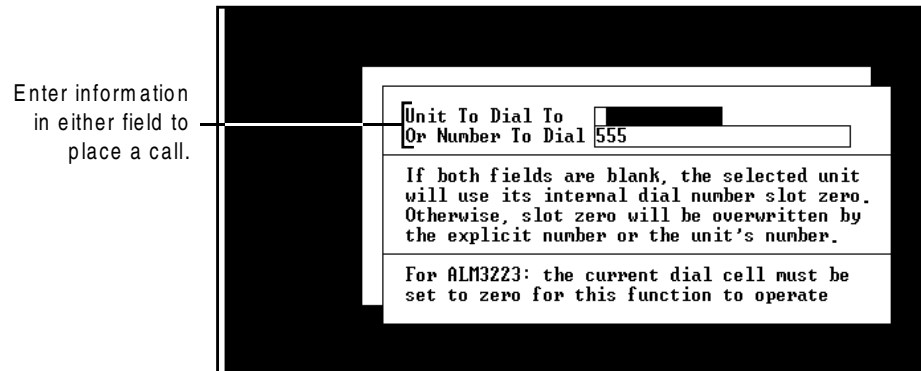 Enter information
in either field to
place a call.
Unit To Dial To
Or Number To Dial 555
If both fields are blank, the selected unit
will use its internal dial number slot zero.
Otherwise, slot zero will be overwritten by
the explicit number or the unit's number.
For ALM3223: the current dial cell must be
set to zero for this function to operate